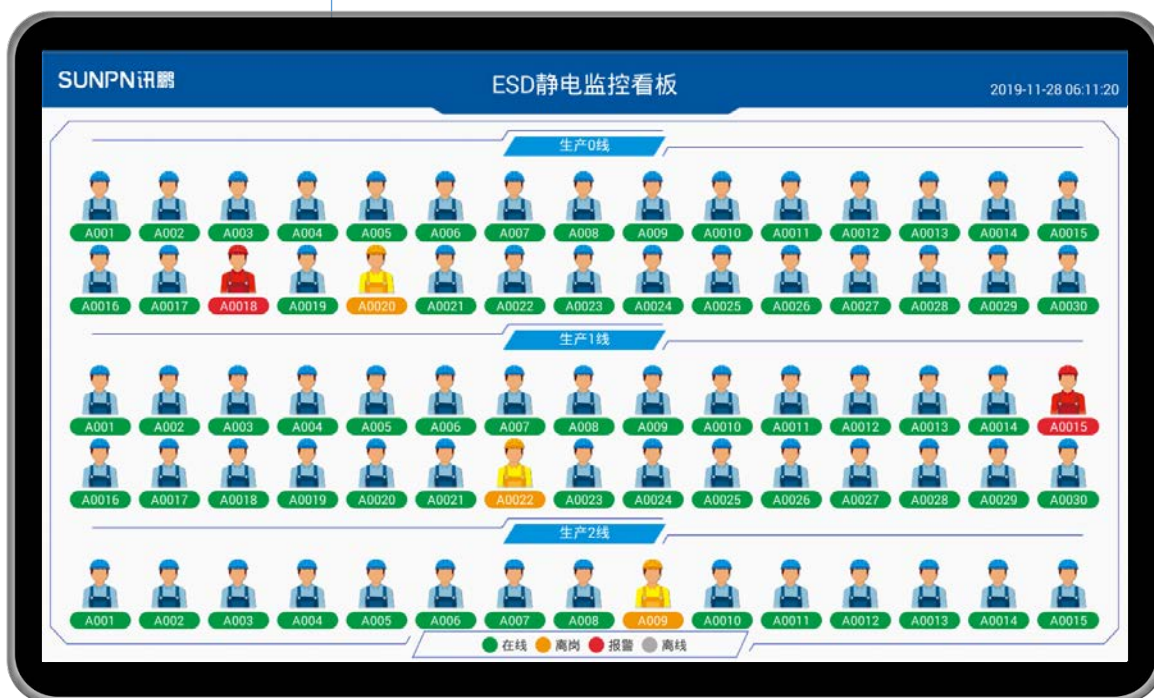 SUNPN讯鹏 ESD静电监控看板 2019-11-28 06:11:20
生产0线
A001 A002 A003 A004 A005 A006 A007 A008 A009 A0010 A0011 A0012 A0013 A0014 A0015
A0016 A0017 A0018 A0019 A0020 A0021 A0022 A0023 A0024 A0025 A0026 A0027 A0028 A0029 A0030
生产1线
A001 A002 A003 A004 A005 A006 A007 A008 A009 A0010 A0011 A0012 A0013 A0014 A0015
A0016 A0017 A0018 A0019 A0020 A0021 A0022 A0023 A0024 A0025 A0026 A0027 A0028 A0029 A0030
生产2线
A001 A002 A003 A004 A005 A006 A007 A008 A009 A0010 A0011 A0012 A0013 A0014 A0015
在线 离岗 报警 离线